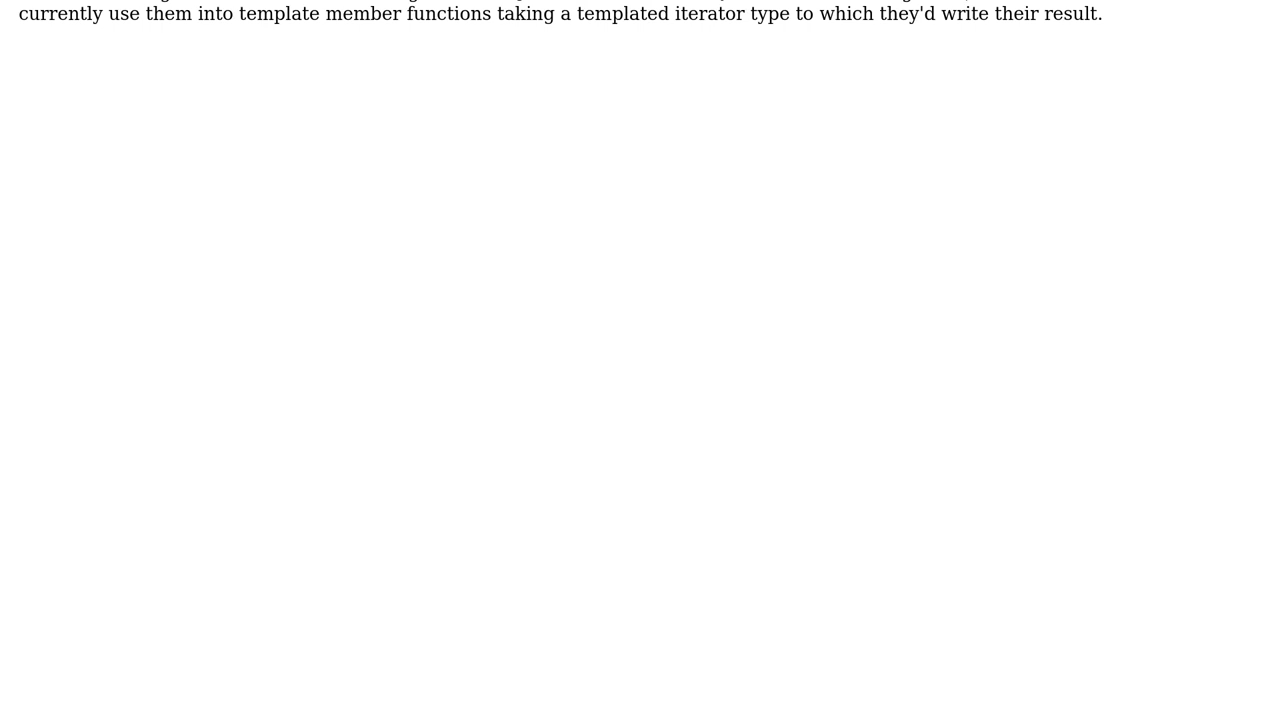 currently use them into template member functions taking a templated iterator type to which they'd write their result.